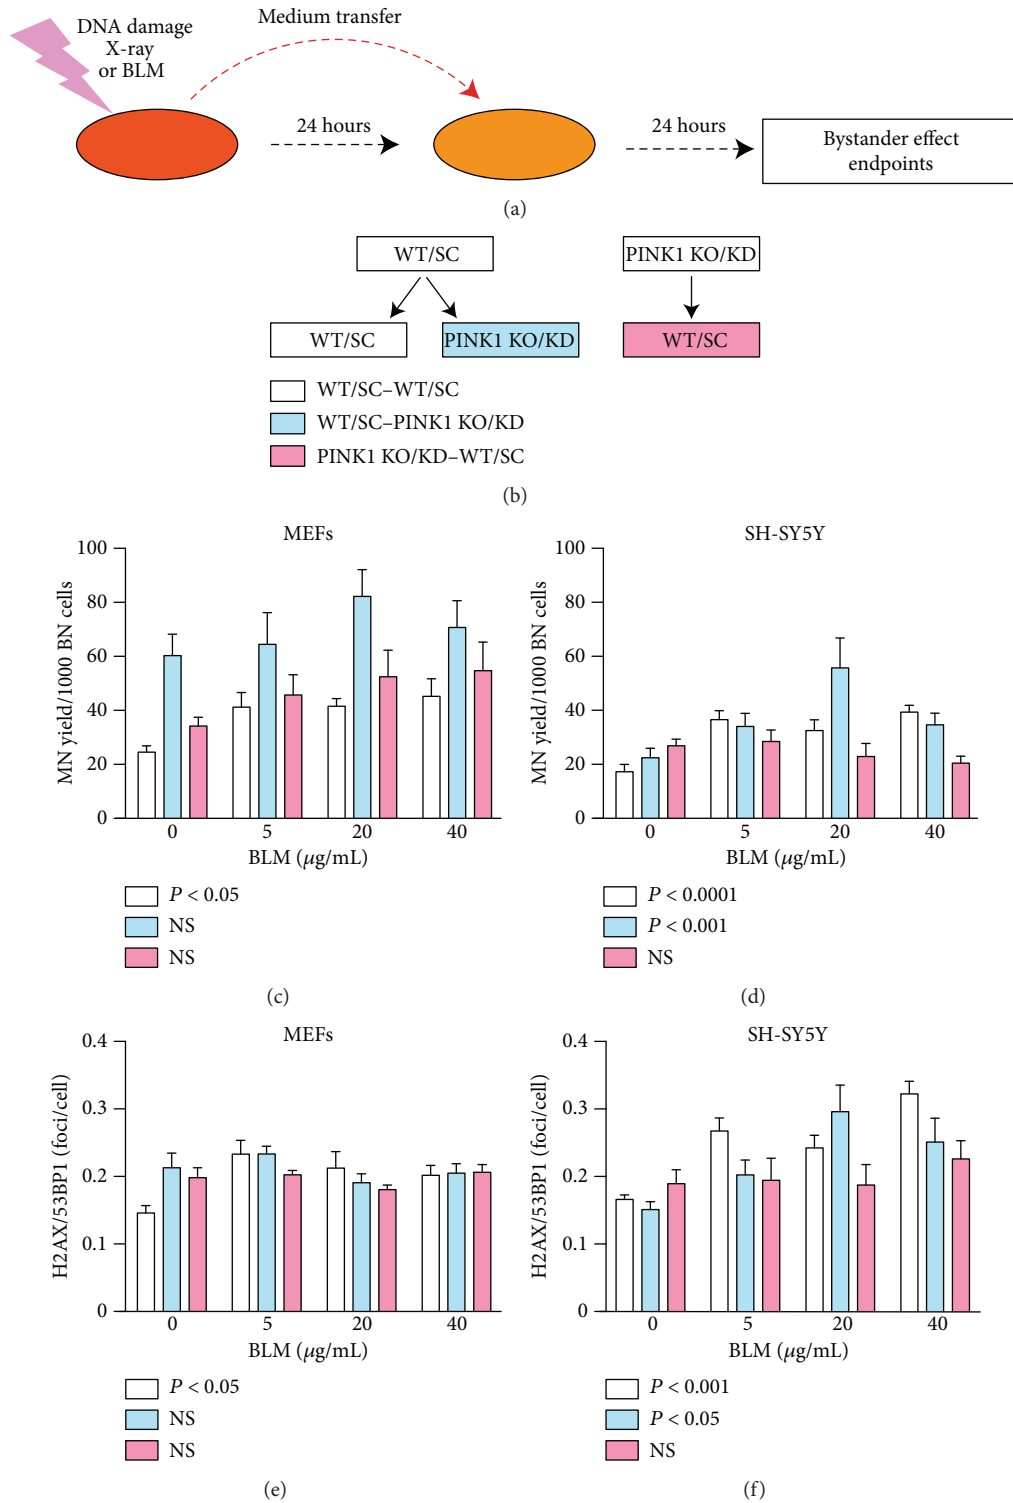 DNA damage
X-ray
or BLM
Medium transfer
24 hours
24 hours
Bystander effect
endpoints
(a)
WT/SC
PINK1 KO/KD
WT/SC
PINK1 KO/KD
WT/SC
WT/SC–WT/SC
WT/SC–PINK1 KO/KD
PINK1 KO/KD–WT/SC
(b)
MEFs
MN yield/1000 BN cells
100
80
60
40
20
0
0 5 20 40
BLM (μg/mL)
P < 0.05
NS
NS
(c)
SH-SY5Y
MN yield/1000 BN cells
100
80
60
40
20
0
0 5 20 40
BLM (μg/mL)
P < 0.0001
P < 0.001
NS
(d)
MEFs
H2AX/53BP1 (foci/cell)
0.4
0.3
0.2
0.1
0
0 5 20 40
BLM (μg/mL)
P < 0.05
NS
NS
(e)
SH-SY5Y
H2AX/53BP1 (foci/cell)
0.4
0.3
0.2
0.1
0
0 5 20 40
BLM (μg/mL)
P < 0.001
P < 0.05
NS
(f)